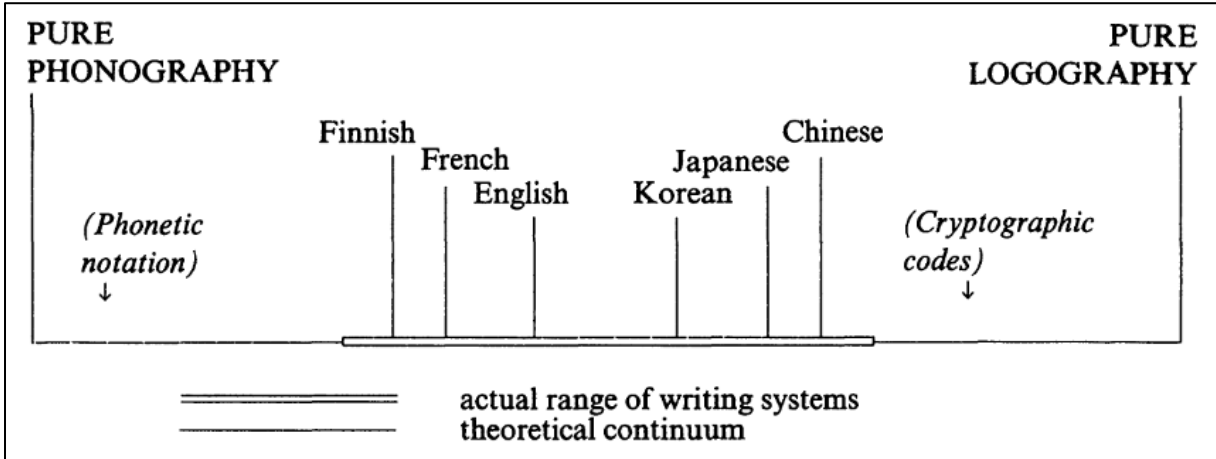 PURE
PHONOGRAPHY
PURE
LOGOGRAPHY
Finnish
French
English
Korean
Japanese
Chinese
(Phonetic
notation)
↓
(Cryptographic
codes)
↓
actual range of writing systems
theoretical continuum